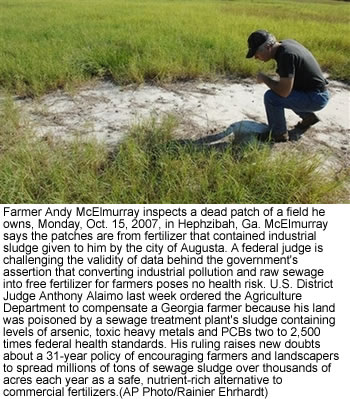 Farmer Andy McElmurray inspects a dead patch of a field he
owns, Monday, Oct. 15, 2007, in Hephzibah, Ga. McElmurray
says the patches are from fertilizer that contained industrial
sludge given to him by the city of Augusta. A federal judge is
challenging the validity of data behind the government's
assertion that converting industrial pollution and raw sewage
into free fertilizer for farmers poses no health risk. U.S. District
Judge Anthony Alaimo last week ordered the Agriculture
Department to compensate a Georgia farmer because his land
was poisoned by a sewage treatment plant's sludge containing
levels of arsenic, toxic heavy metals and PCBs two to 2,500
times federal health standards. His ruling raises new doubts
about a 31-year policy of encouraging farmers and landscapers
to spread millions of tons of sewage sludge over thousands of
acres each year as a safe, nutrient-rich alternative to
commercial fertilizers.(AP Photo/Rainier Ehrhardt)